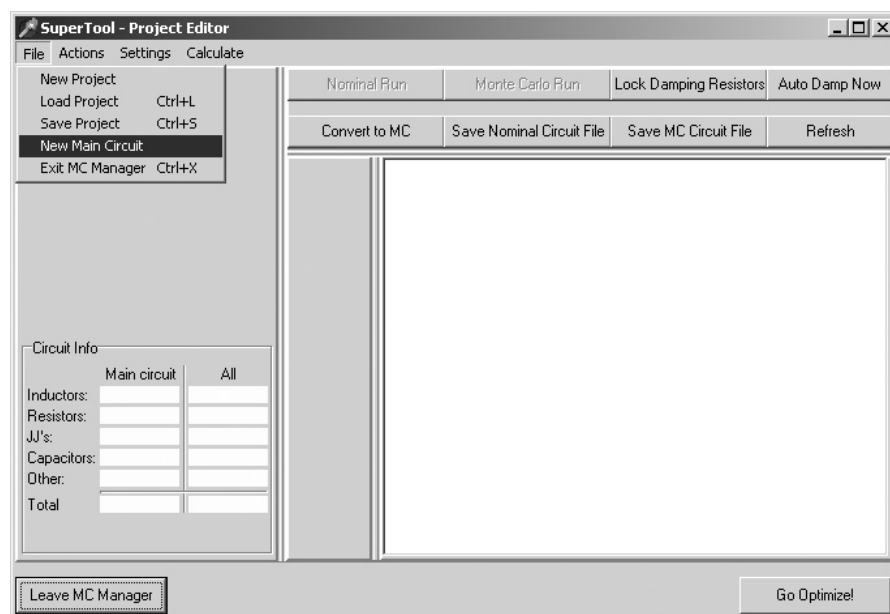 SuperTool - Project Editor
File Actions Settings Calculate
New Project
Load Project Ctrl+L
Save Project Ctrl+S
New Main Circuit
Exit MC Manager Ctrl+X
Nominal Run Monte Carlo Run Lock Damping Resistors Auto Damp Now
Convert to MC Save Nominal Circuit File Save MC Circuit File Refresh
Circuit Info
Main circuit All
Inductors:
Resistors:
JJ's:
Capacitors:
Other:
Total
Leave MC Manager Go Optimize!